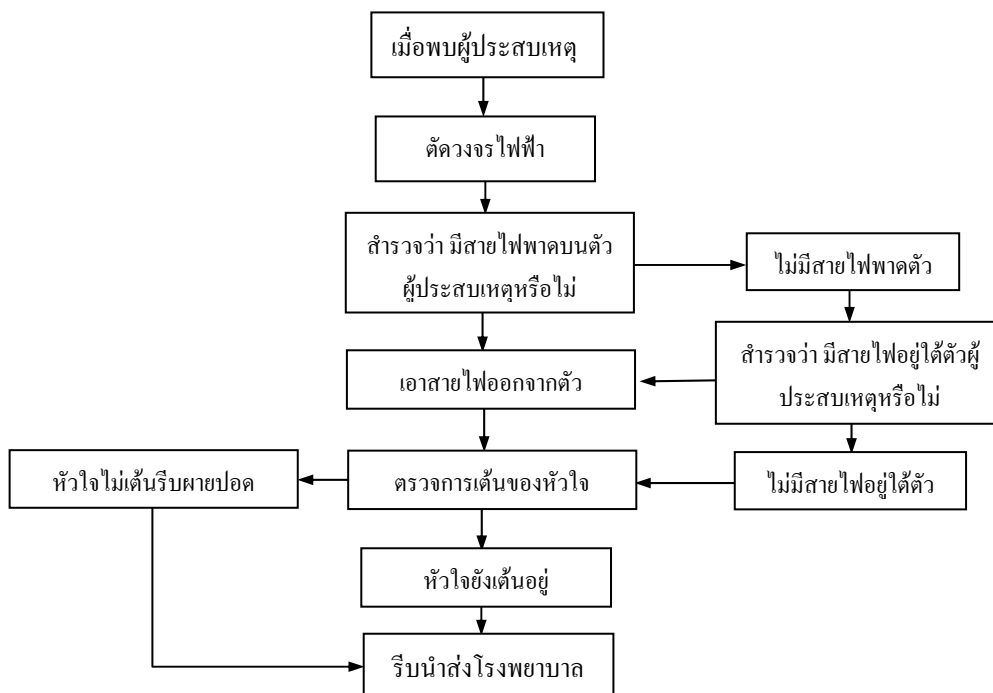 เมื่อพบผู้ประสบเหตุ
ตัดวงจรไฟฟ้า
สำรวจว่า มีสายไฟพาดบนตัว
ผู้ประสบเหตุหรือไม่
ไม่มีสายไฟพาดตัว
สำรวจว่า มีสายไฟอยู่ใต้ตัวผู้
ประสบเหตุหรือไม่
เอาสายไฟออกจากตัว
หัวใจไม่เต้นรีบผายปอด
ตรวจการเต้นของหัวใจ
ไม่มีสายไฟอยู่ใต้ตัว
หัวใจยังเต้นอยู่
รีบนำส่งโรงพยาบาล